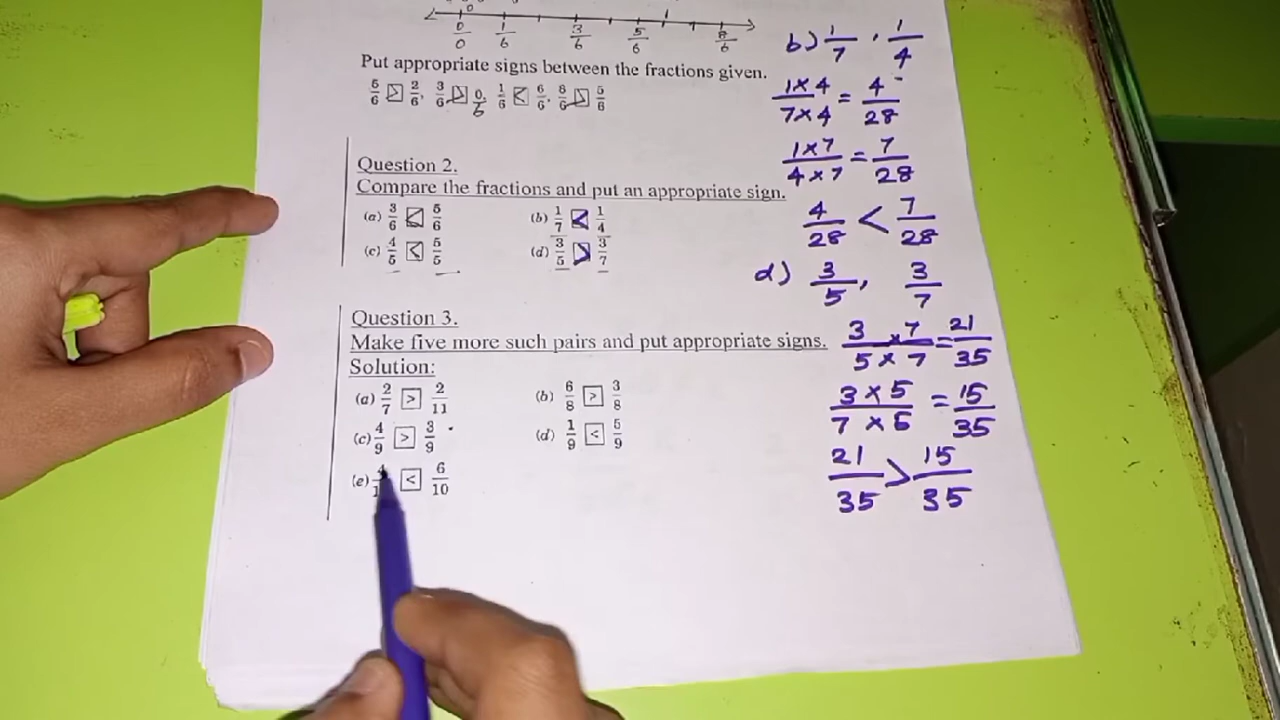 0
1
0/0 1/6 3/6 5/6 8/6
Put appropriate signs between the fractions given.
5/6 > 2/6, 3/6 > 0/6 1/6 < 6/6, 8/6 > 5/6
Question 2.
Compare the fractions and put an appropriate sign.
(a) 3/6 < 5/6 (b) 1/7 < 1/4
(c) 4/5 < 5/5 (d) 3/5 > 3/7
Question 3.
Make five more such pairs and put appropriate signs.
Solution:
(a) 2/7 > 2/11 (b) 6/8 > 3/8
(c) 4/9 > 3/9 (d) 1/9 < 5/9
(e) < 6/10
b) 1/7 , 1/4
1×4/7×4 = 4/28
1×7/4×7 = 7/28
4/28 < 7/28
d) 3/5, 3/7
3×7/5×7 = 21/35
3×5/7×5 = 15/35
21/35 > 15/35